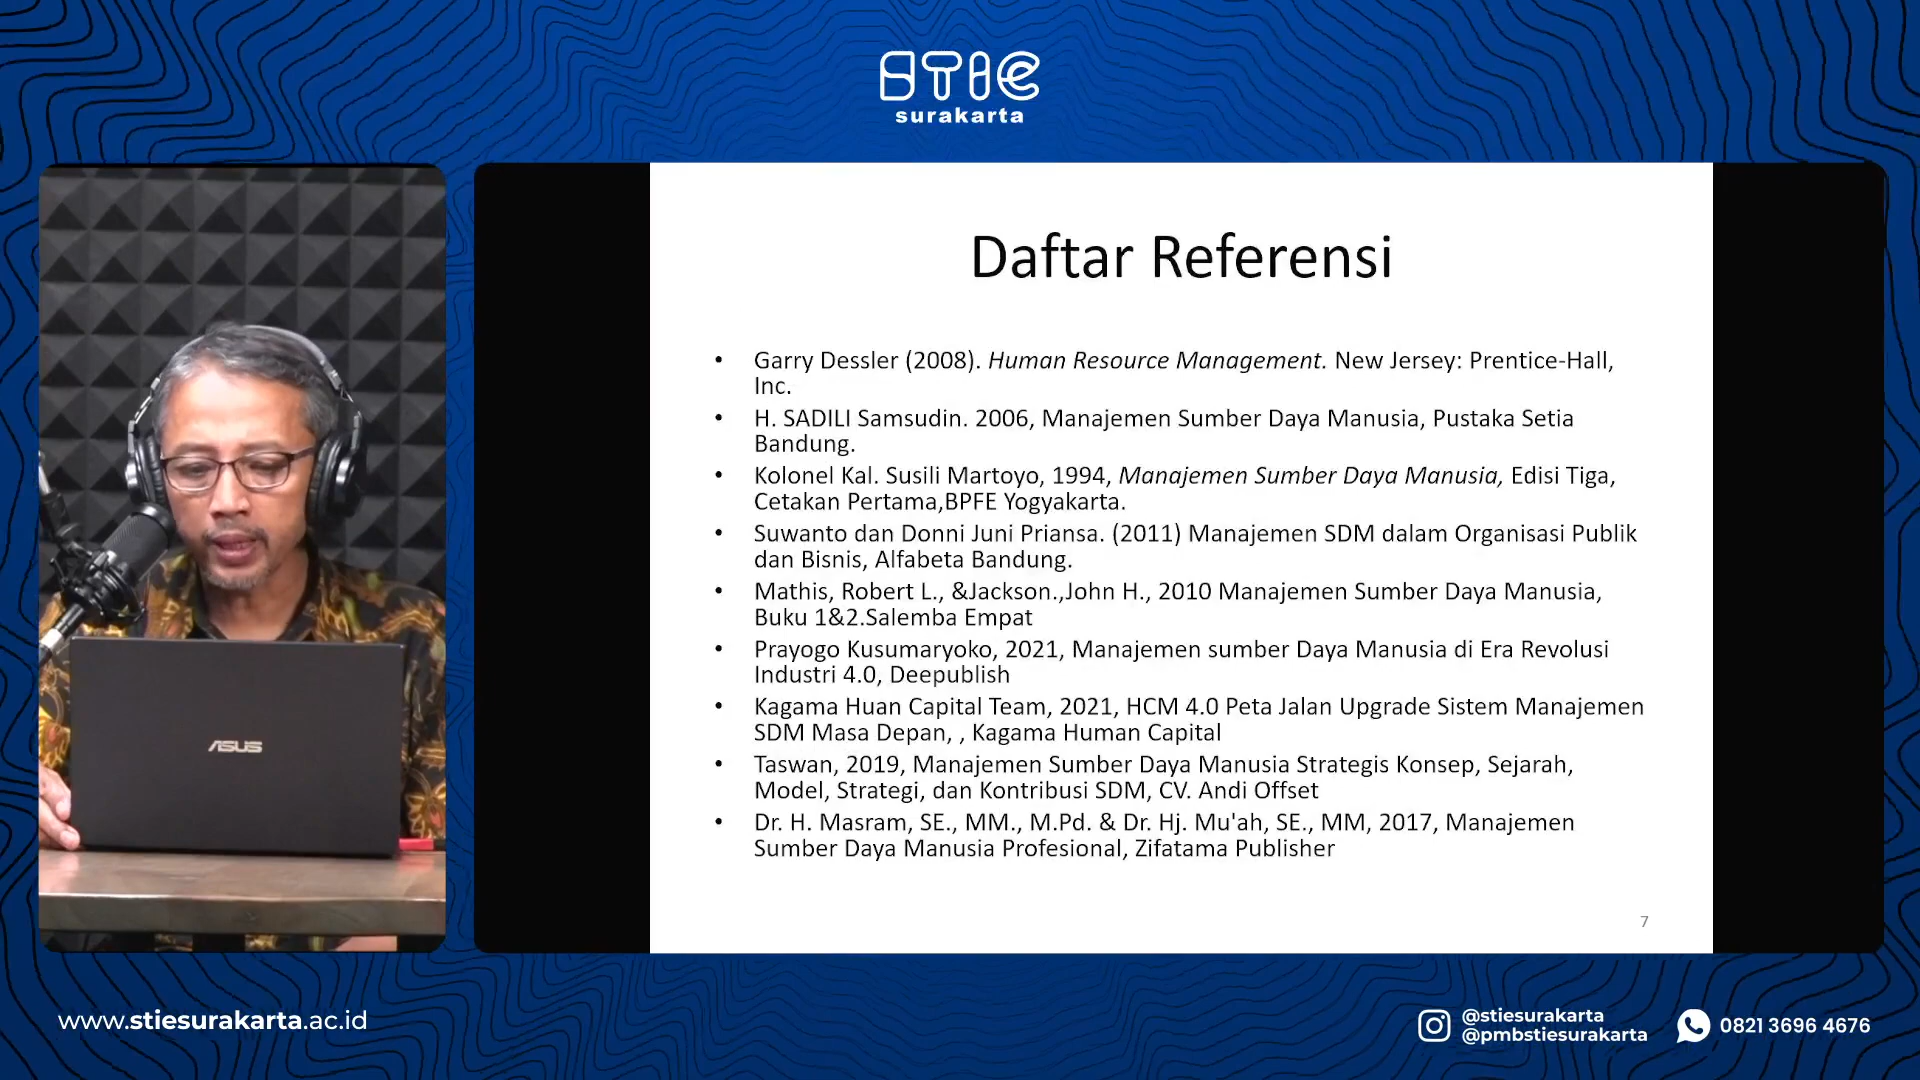 STIE
surakarta
Daftar Referensi
• Garry Dessler (2008). Human Resource Management. New Jersey: Prentice-Hall,
Inc.
• H. SADILI Samsudin. 2006, Manajemen Sumber Daya Manusia, Pustaka Setia
Bandung.
• Kolonel Kal. Susili Martoyo, 1994, Manajemen Sumber Daya Manusia, Edisi Tiga,
Cetakan Pertama,BPFE Yogyakarta.
• Suwanto dan Donni Juni Priansa. (2011) Manajemen SDM dalam Organisasi Publik
dan Bisnis, Alfabeta Bandung.
• Mathis, Robert L., &Jackson.,John H., 2010 Manajemen Sumber Daya Manusia,
Buku 1&2.Salemba Empat
• Prayogo Kusumaryoko, 2021, Manajemen sumber Daya Manusia di Era Revolusi
Industri 4.0, Deepublish
• Kagama Huan Capital Team, 2021, HCM 4.0 Peta Jalan Upgrade Sistem Manajemen
SDM Masa Depan, , Kagama Human Capital
• Taswan, 2019, Manajemen Sumber Daya Manusia Strategis Konsep, Sejarah,
Model, Strategi, dan Kontribusi SDM, CV. Andi Offset
• Dr. H. Masram, SE., MM., M.Pd. & Dr. Hj. Mu'ah, SE., MM, 2017, Manajemen
Sumber Daya Manusia Profesional, Zifatama Publisher
7
ASUS
www.stiesurakarta.ac.id
@stiesurakarta
@pmbstiesurakarta
0821 3696 4676